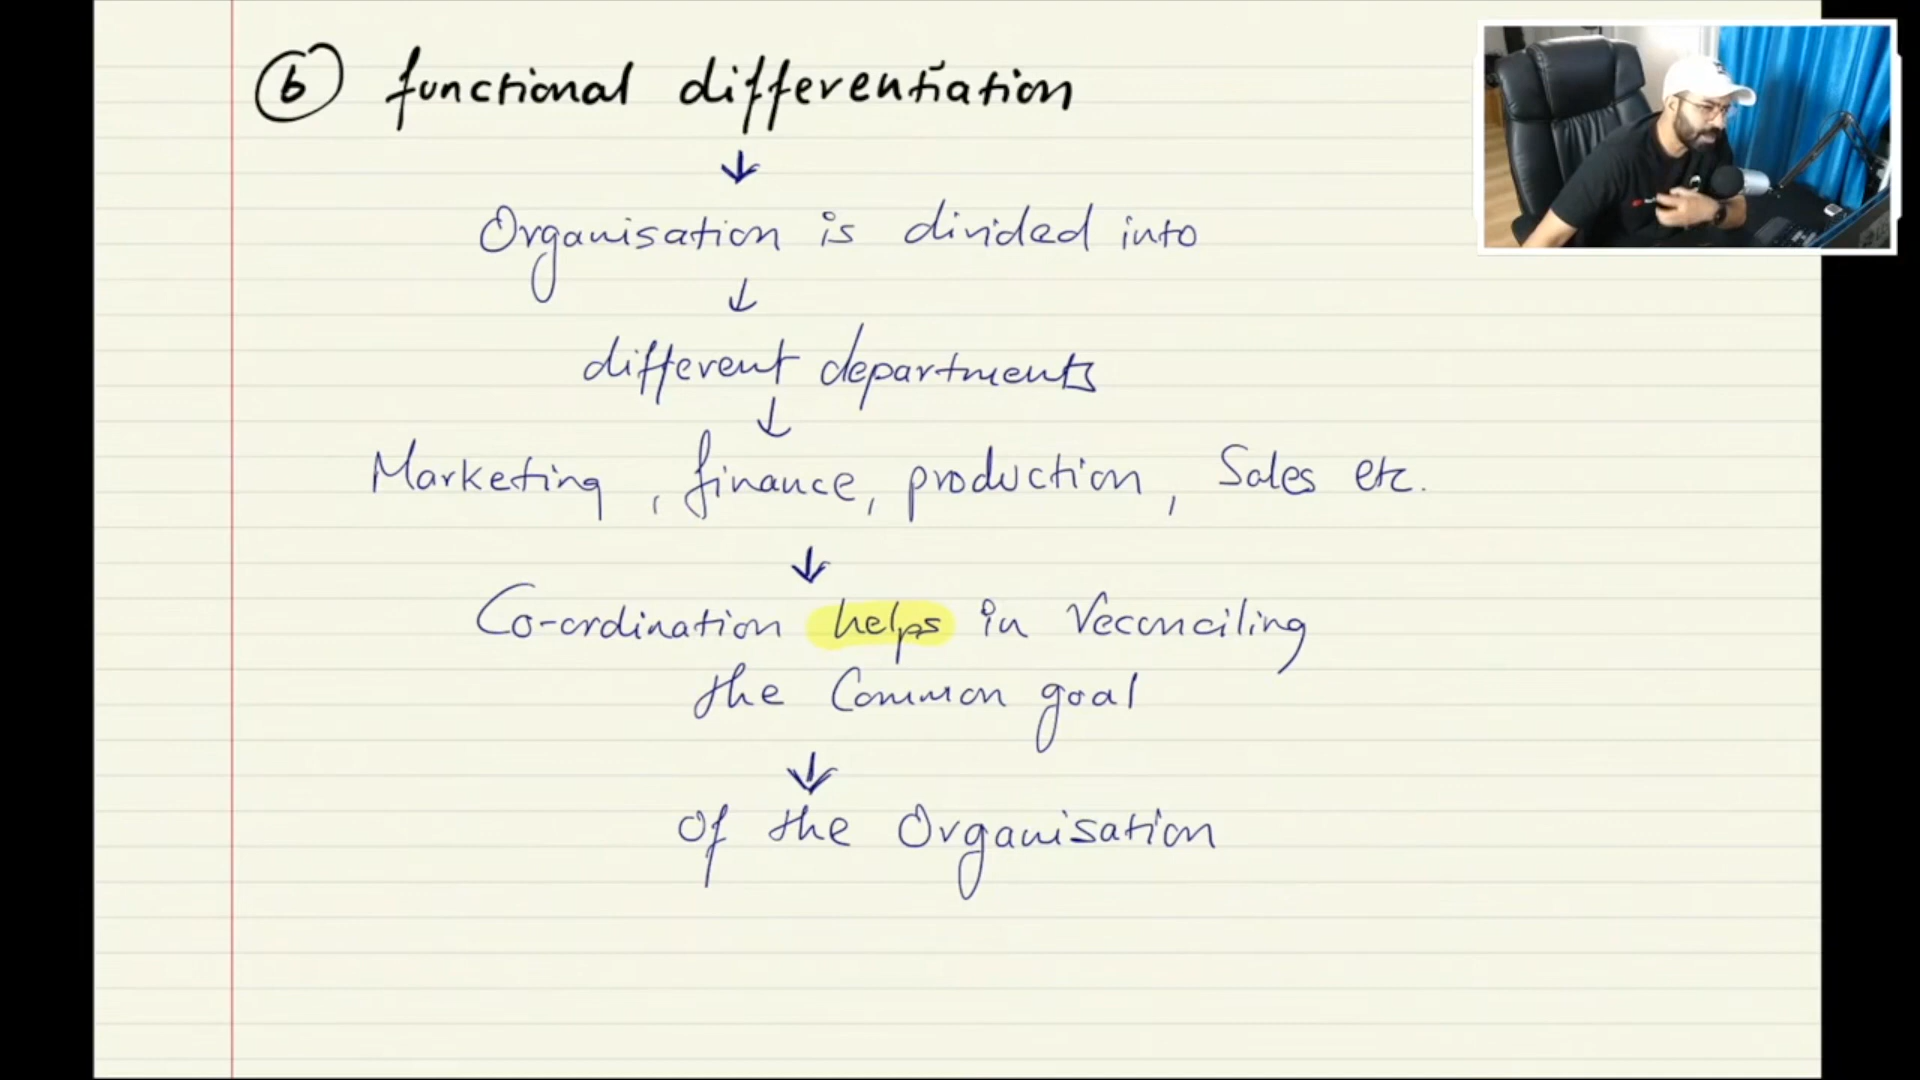 b functional differentiation
↓
Organisation is divided into
↓
different departments
↓
Marketing, finance, production, Sales etc.
↓
Co-ordination helps in reconciling
the Common goal
↓
Of the Organisation